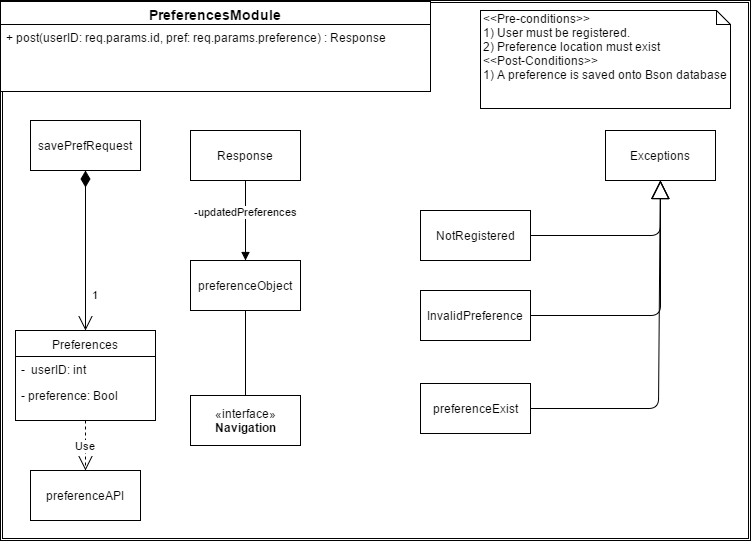 PreferencesModule
+ post(userID: req.params.id, pref: req.params.preference) : Response
<<Pre-conditions>>
1) User must be registered.
2) Preference location must exist
<<Post-Conditions>>
1) A preference is saved onto Bson database
savePrefRequest
Response
Exceptions
-updatedPreferences
NotRegistered
preferenceObject
1
InvalidPreference
Preferences
- userID: int
- preference: Bool
«interface»
Navigation
preferenceExist
Use
preferenceAPI